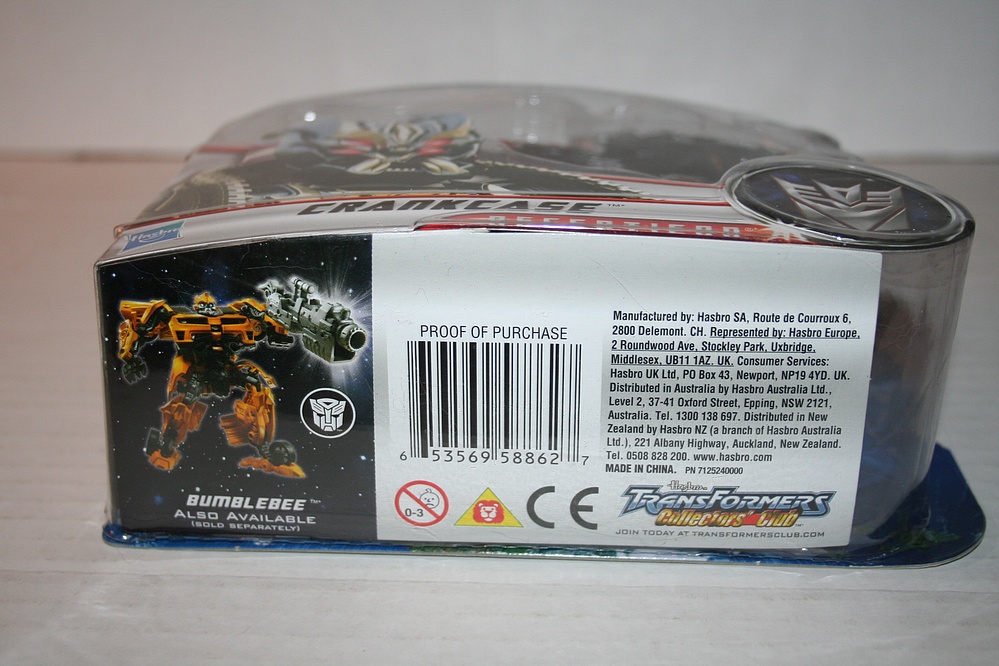 CRANKCASE™
DECEPTICON®
Hasbro
PROOF OF PURCHASE
6 53569 58862 7
0-3
CE
BUMBLEBEE™
ALSO AVAILABLE
(SOLD SEPARATELY)
Manufactured by: Hasbro SA, Route de Courroux 6,
2800 Delemont. CH. Represented by: Hasbro Europe,
2 Roundwood Ave, Stockley Park, Uxbridge,
Middlesex, UB11 1AZ. UK. Consumer Services:
Hasbro UK Ltd, PO Box 43, Newport, NP19 4YD. UK.
Distributed in Australia by Hasbro Australia Ltd.,
Level 2, 37-41 Oxford Street, Epping, NSW 2121,
Australia. Tel. 1300 138 697. Distributed in New
Zealand by Hasbro NZ (a branch of Hasbro Australia
Ltd.), 221 Albany Highway, Auckland, New Zealand.
Tel. 0508 828 200. www.hasbro.com
MADE IN CHINA. PN 7125240000
Hasbro
TRANSFORMERS
Collectors' Club™
JOIN TODAY AT TRANSFORMERSCLUB.COM